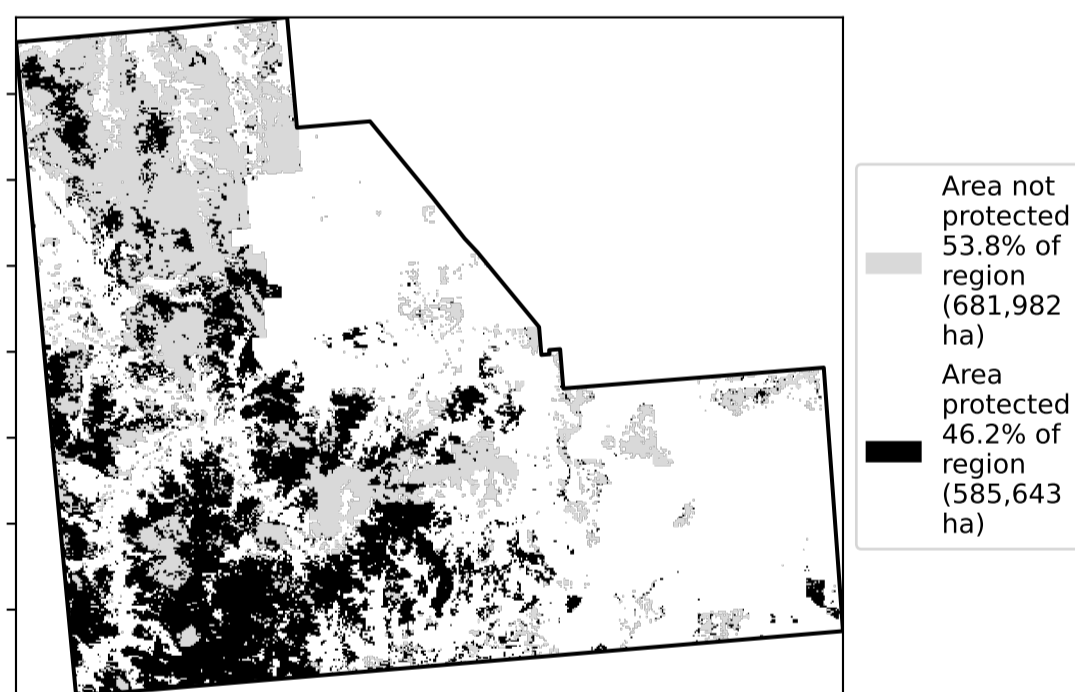 Area not
protected
53.8% of
region
(681,982
ha)
Area
protected
46.2% of
region
(585,643
ha)